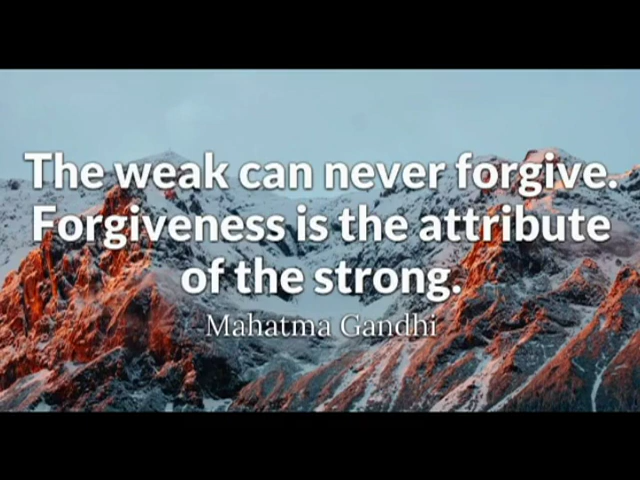 The weak can never forgive.
Forgiveness is the attribute
of the strong.
Mahatma Gandhi